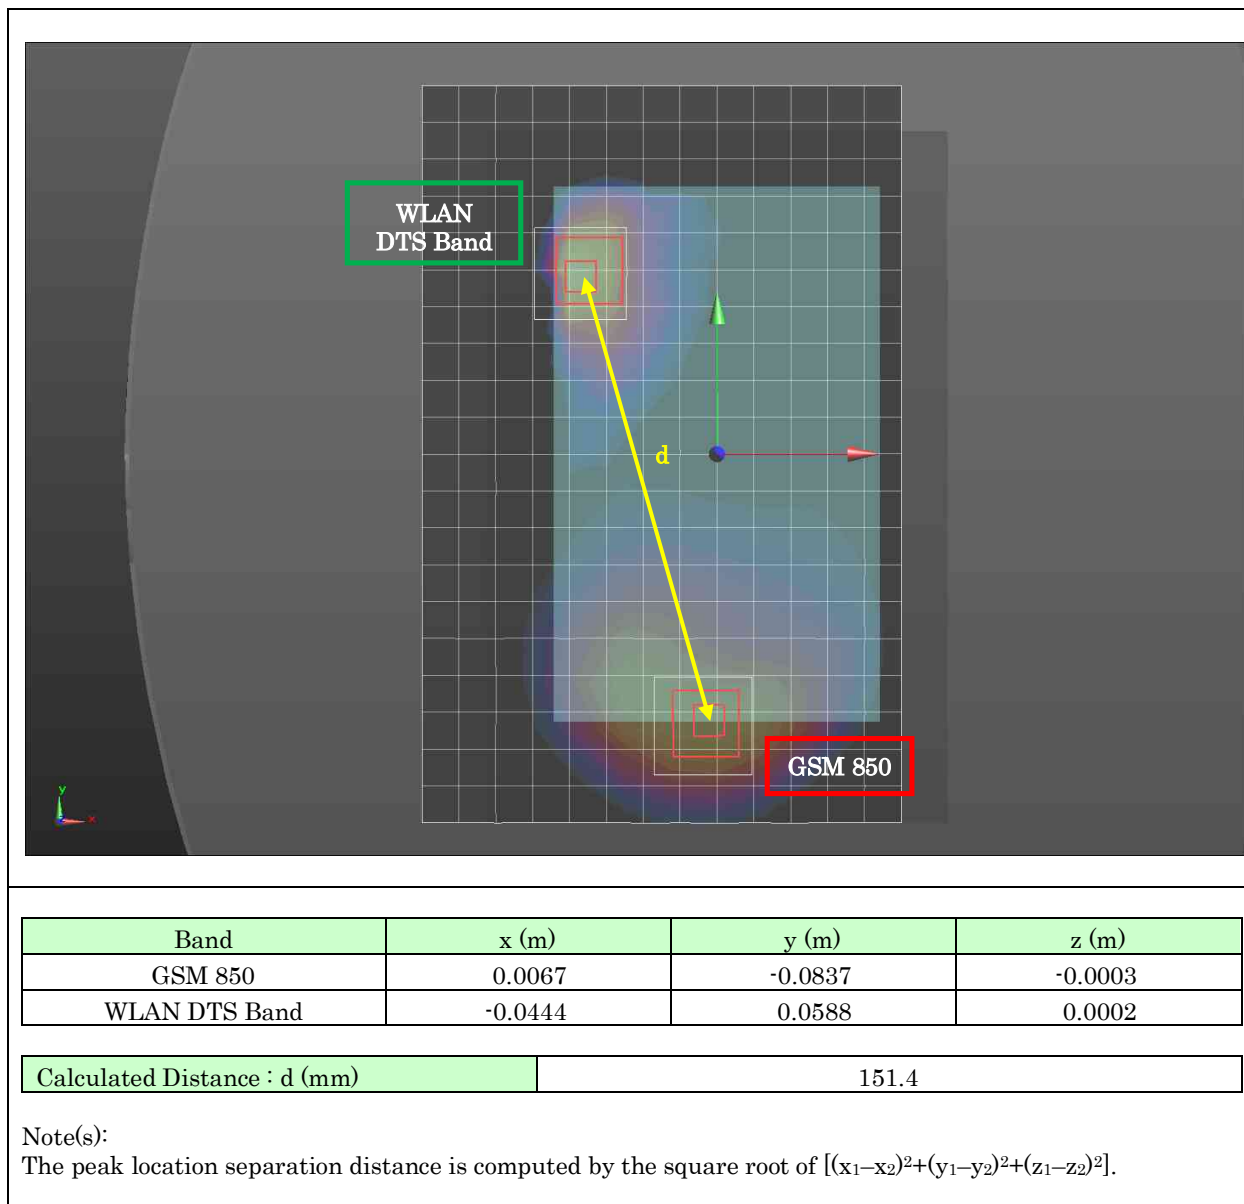 WLAN
DTS Band
d
GSM 850
y
x
Band x (m) y (m) z (m)
GSM 850 0.0067 -0.0837 -0.0003
WLAN DTS Band -0.0444 0.0588 0.0002
Calculated Distance : d (mm) 151.4
Note(s):
The peak location separation distance is computed by the square root of [(x₁–x₂)²+(y₁–y₂)²+(z₁–z₂)²].